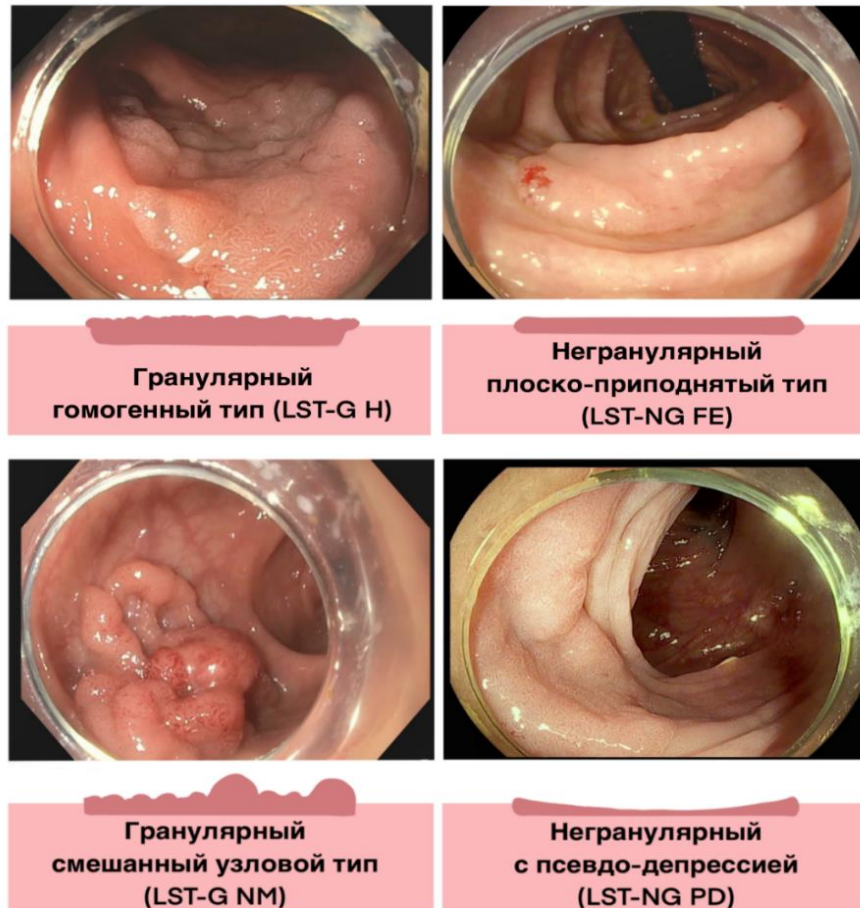 Гранулярный
гомогенный тип (LST-G H)
Негранулярный
плоско-приподнятый тип
(LST-NG FE)
Гранулярный
смешанный узловой тип
(LST-G NM)
Негранулярный
с псевдо-депрессией
(LST-NG PD)